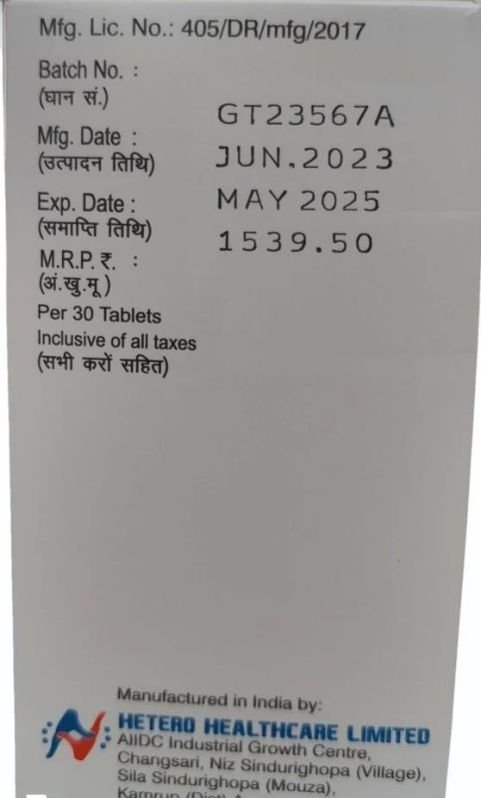 Mfg. Lic. No.: 405/DR/mfg/2017
Batch No. :
(घान सं.)
GT23567A
Mfg. Date :
(उत्पादन तिथि)
JUN.2023
Exp. Date :
(समाप्ति तिथि)
MAY 2025
M.R.P. ₹. :
(अं.खु.मू.)
1539.50
Per 30 Tablets
Inclusive of all taxes
(सभी करों सहित)
Manufactured in India by:
HETERO HEALTHCARE LIMITED
AIIDC Industrial Growth Centre,
Changsari, Niz Sindurighopa (Village),
Sila Sindurighopa (Mouza),
Kamrup (Dist)